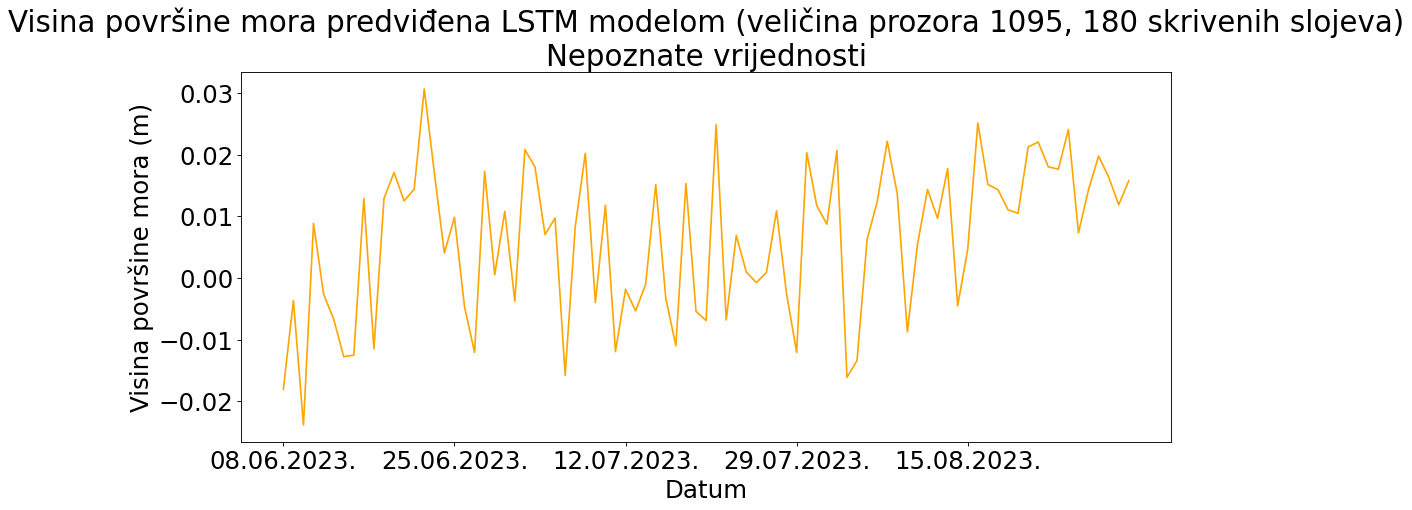 Visina površine mora predviđena LSTM modelom (veličina prozora 1095, 180 skrivenih slojeva)
Nepoznate vrijednosti
Visina površine mora (m)
0.03
0.02
0.01
0.00
−0.01
−0.02
08.06.2023. 25.06.2023. 12.07.2023. 29.07.2023. 15.08.2023.
Datum